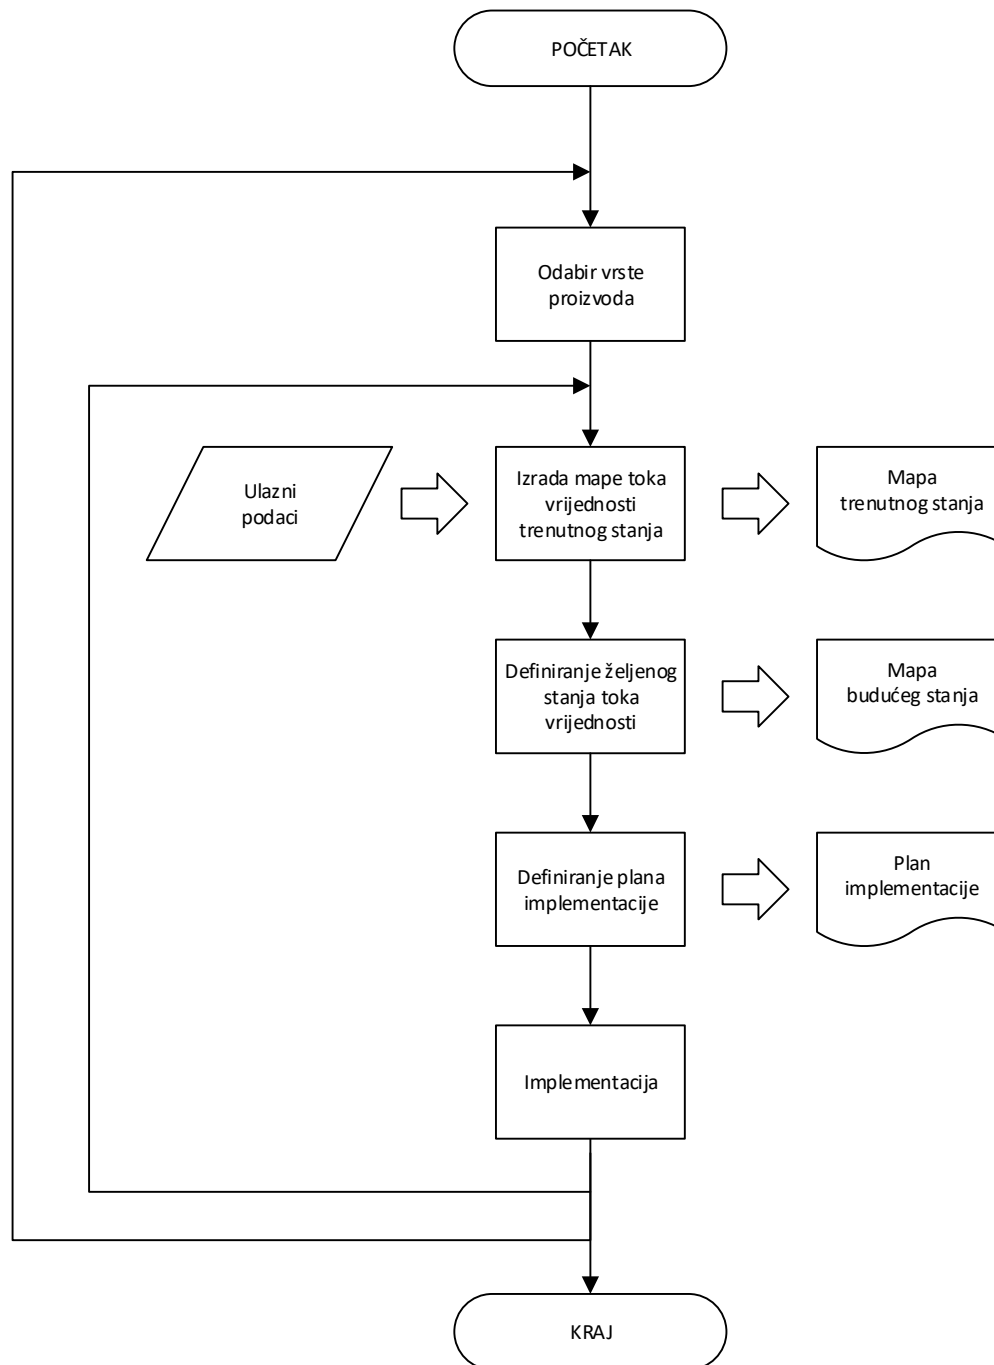 POČETAK
Odabir vrste
proizvoda
Ulazni
podaci
Izrada mape toka
vrijednosti
trenutnog stanja
Mapa
trenutnog stanja
Definiranje željenog
stanja toka
vrijednosti
Mapa
budućeg stanja
Definiranje plana
implementacije
Plan
implementacije
Implementacija
KRAJ